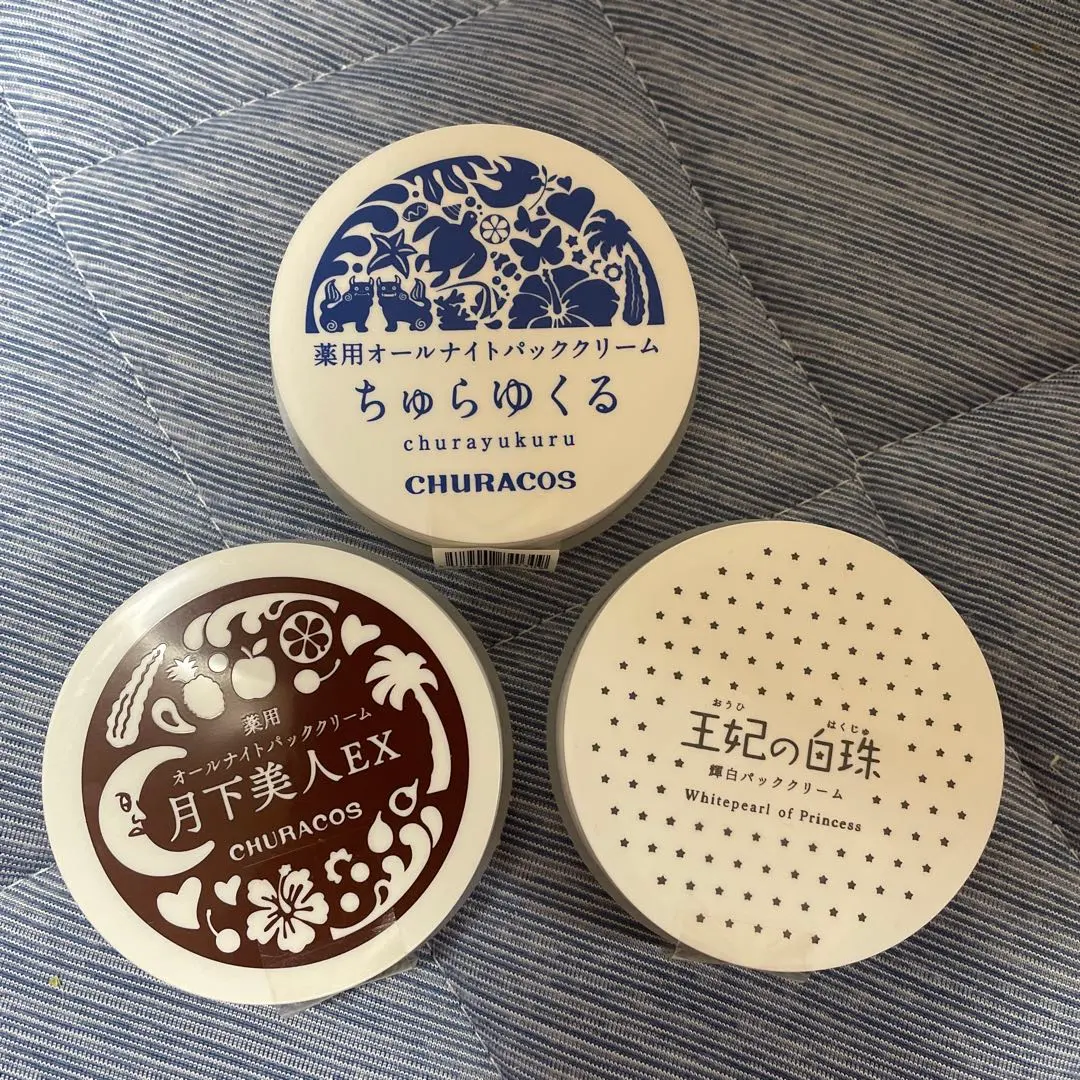 薬用オールナイトパッククリーム
ちゅらゆくる
churayukuru
CHURACOS
薬用
オールナイトパッククリーム
月下美人EX
CHURACOS
おうひ はくじゅ
王妃の白珠
輝白パッククリーム
Whitepearl of Princess